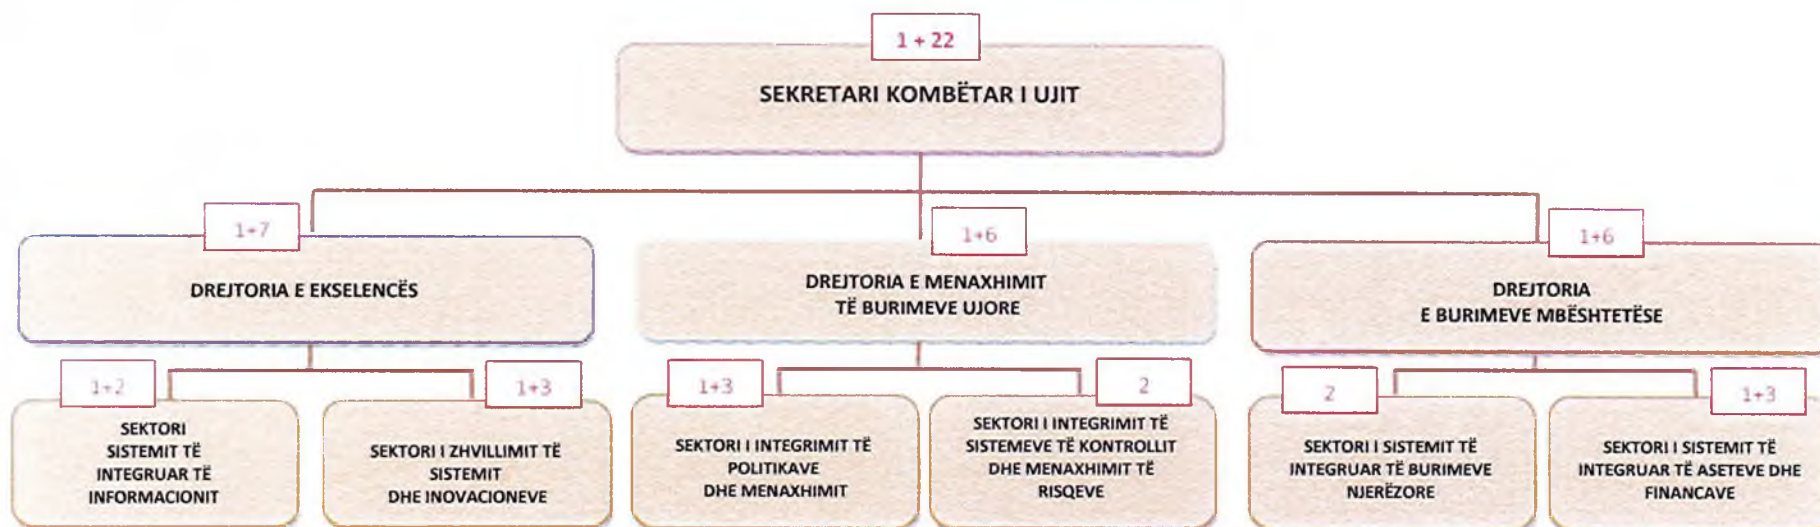 1 + 22
SEKRETARI KOMBËTAR I UJIT
1+7
DREJTORIA E EKSELENCËS
1+6
DREJTORIA E MENAXHIMIT
TË BURIMEVE UJORE
1+6
DREJTORIA
E BURIMEVE MBËSHTETËSE
1+2
SEKTORI
SISTEMIT TË
INTEGRUAR TË
INFORMACIONIT
1+3
SEKTORI I ZHVILLIMIT TË
SISTEMIT
DHE INOVACIONEVE
1+3
SEKTORI I INTEGRIMIT TË
POLITIKAVE
DHE MENAXHIMIT
2
SEKTORI I INTEGRIMIT TË
SISTEMEVE TË KONTROLLIT
DHE MENAXHIMIT TË
RISQEVE
2
SEKTORI I SISTEMIT TË
INTEGRUAR TË BURIMEVE
NJERËZORE
1+3
SEKTORI I SISTEMIT TË
INTEGRUAR TË ASETEVE DHE
FINANCAVE